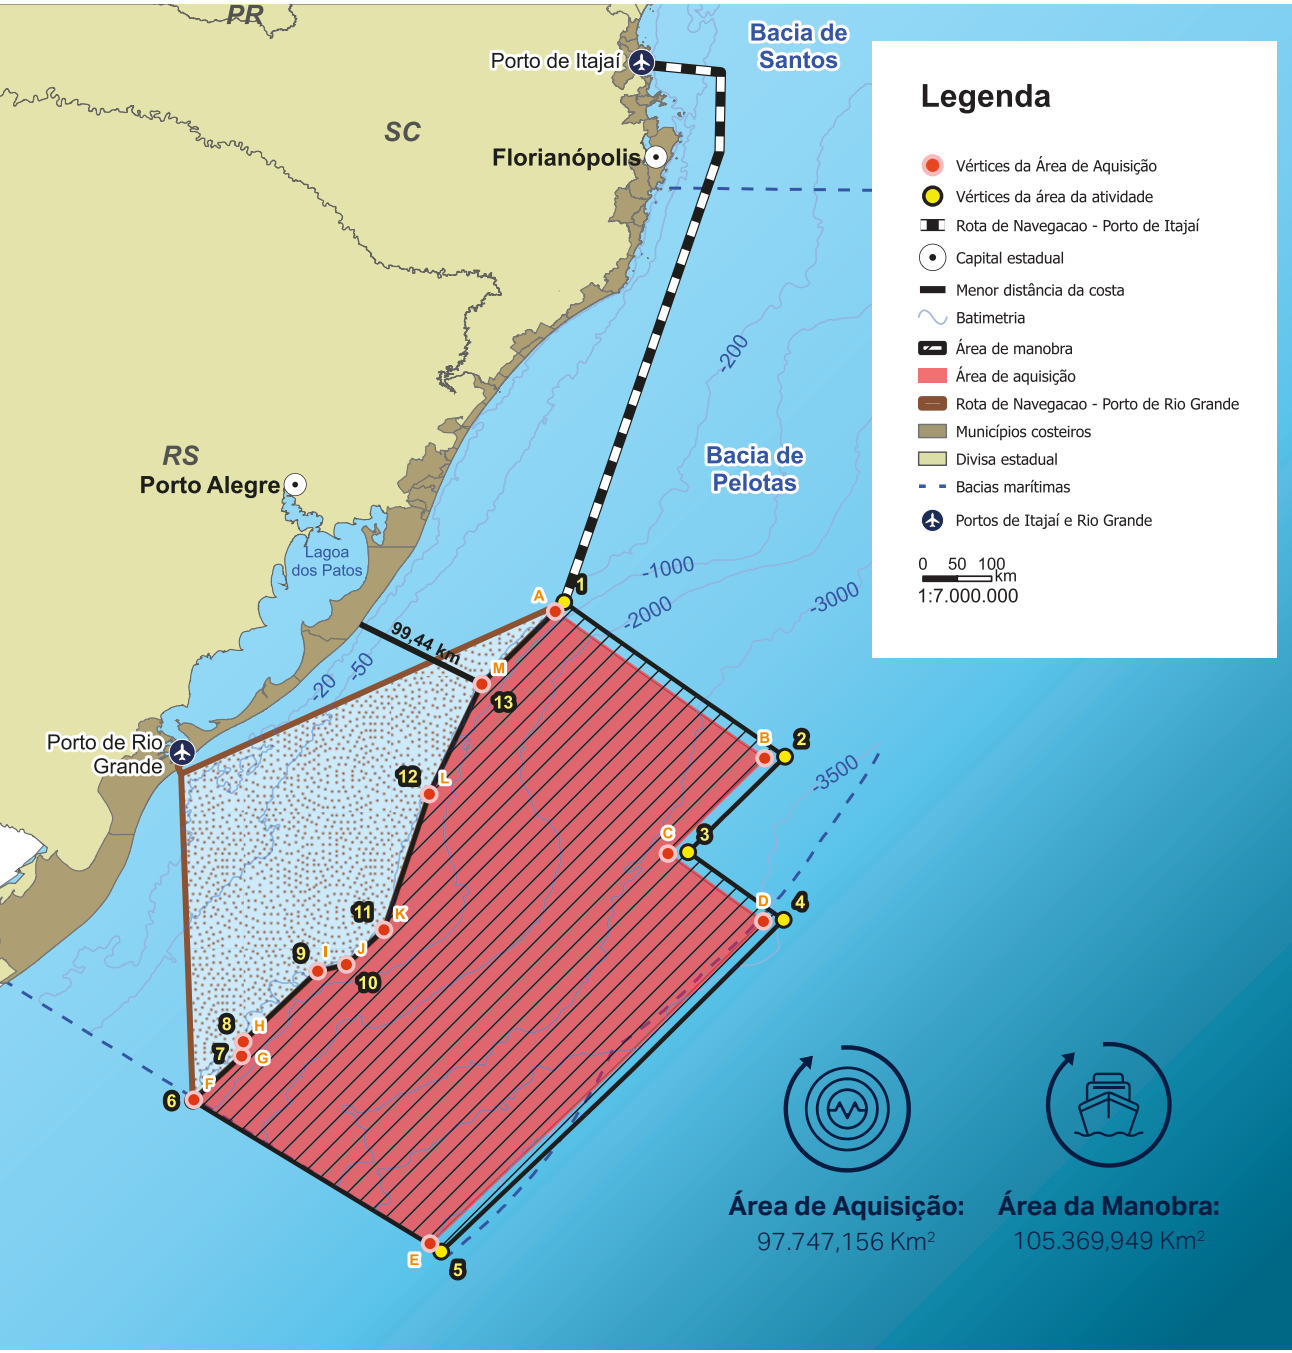 PR
Porto de Itajaí
Bacia de
Santos
SC
Florianópolis
Legenda
Vértices da Área de Aquisição
Vértices da área da atividade
Rota de Navegacao - Porto de Itajaí
Capital estadual
Menor distância da costa
Batimetria
Área de manobra
Área de aquisição
Rota de Navegacao - Porto de Rio Grande
Municípios costeiros
Divisa estadual
Bacias marítimas
Portos de Itajaí e Rio Grande
0 50 100
km
1:7.000.000
-200
RS
Porto Alegre
Bacia de
Pelotas
Lagoa
dos Patos
-1000
-2000
-3000
-3500
A
1
99,44 km
M
13
-20
-50
Porto de Rio
Grande
B
2
12
L
C
3
D
4
11
K
9
I
J
10
8
H
7
G
F
6
E
5
Área de Aquisição:
97.747,156 Km²
Área da Manobra:
105.369,949 Km²